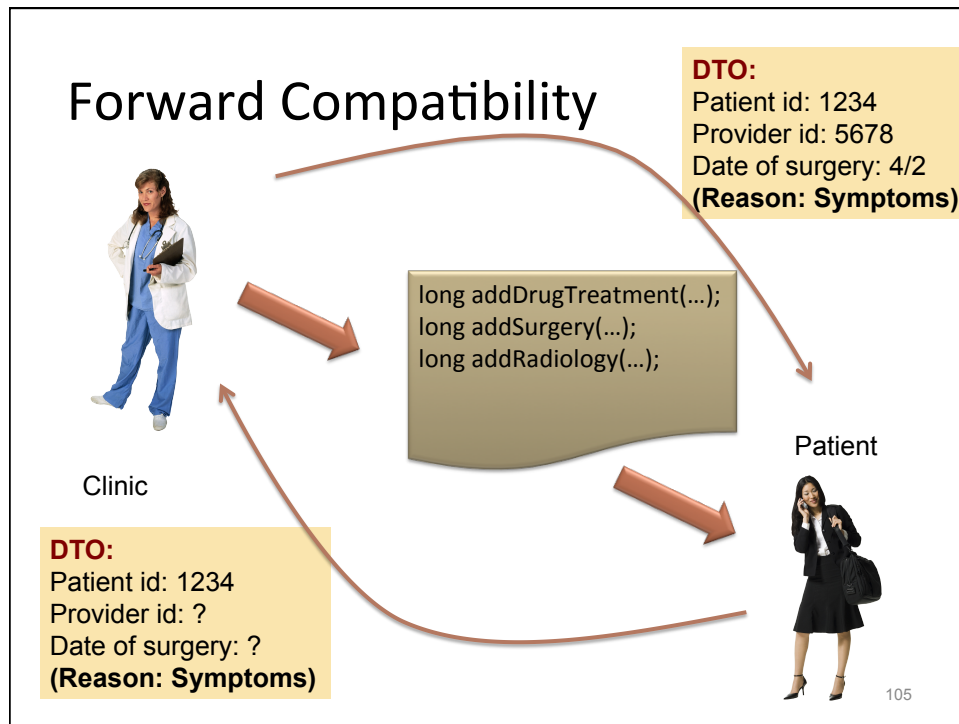 Forward Compatibility
DTO:
Patient id: 1234
Provider id: 5678
Date of surgery: 4/2
(Reason: Symptoms)
long addDrugTreatment(…);
long addSurgery(…);
long addRadiology(…);
Patient
Clinic
DTO:
Patient id: 1234
Provider id: ?
Date of surgery: ?
(Reason: Symptoms)
105